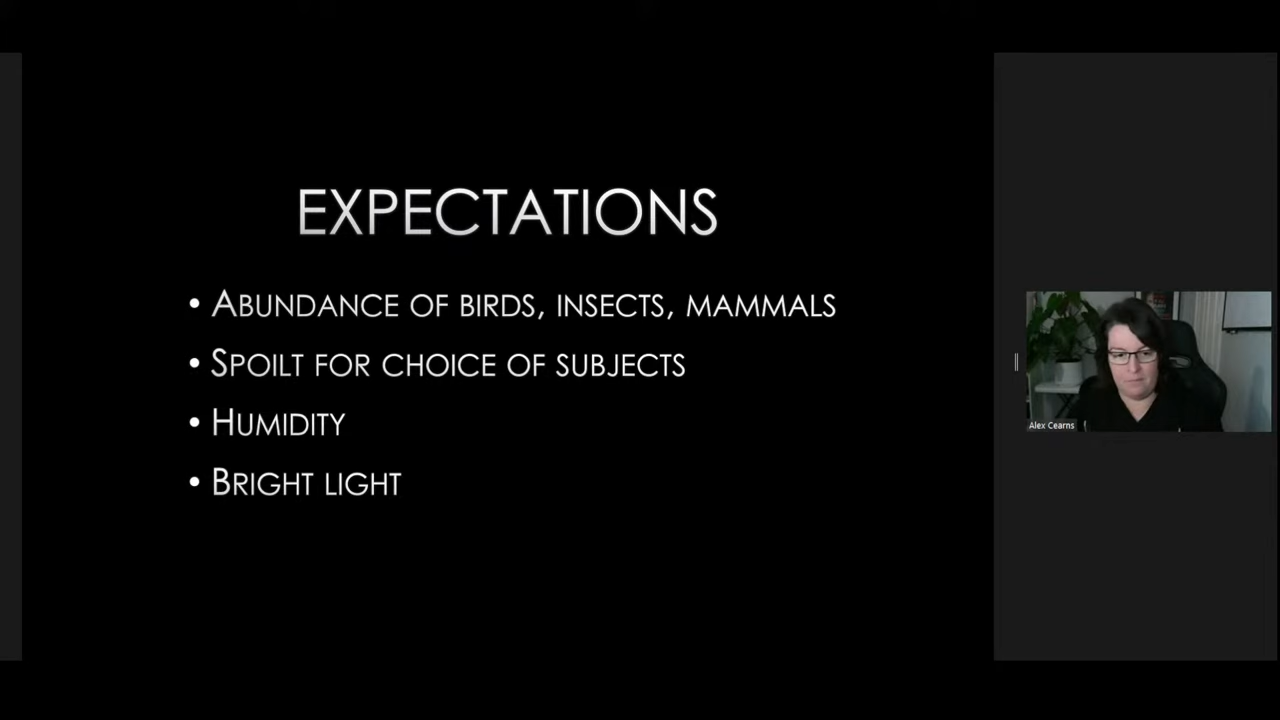 EXPECTATIONS
• ABUNDANCE OF BIRDS, INSECTS, MAMMALS
• SPOILT FOR CHOICE OF SUBJECTS
• HUMIDITY
• BRIGHT LIGHT
Alex Cearns